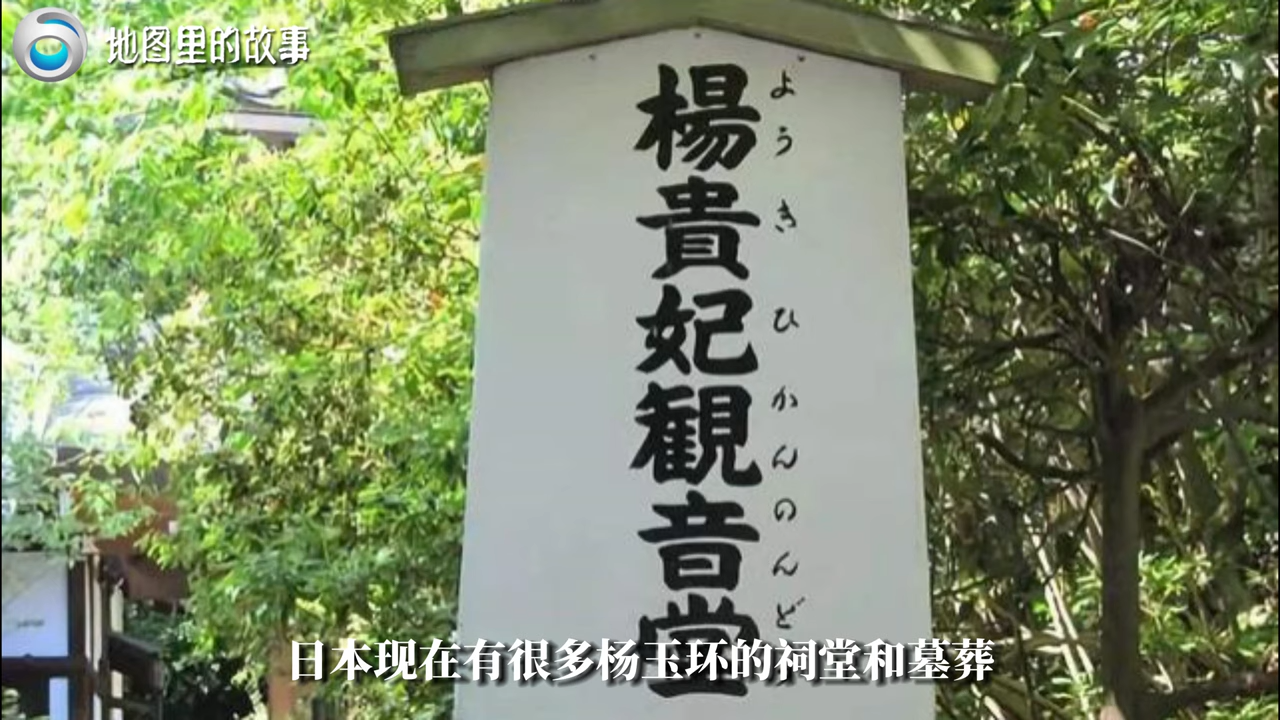 地图里的故事
楊貴妃観音堂
ようきひかんのんど
日本现在有很多杨玉环的祠堂和墓葬